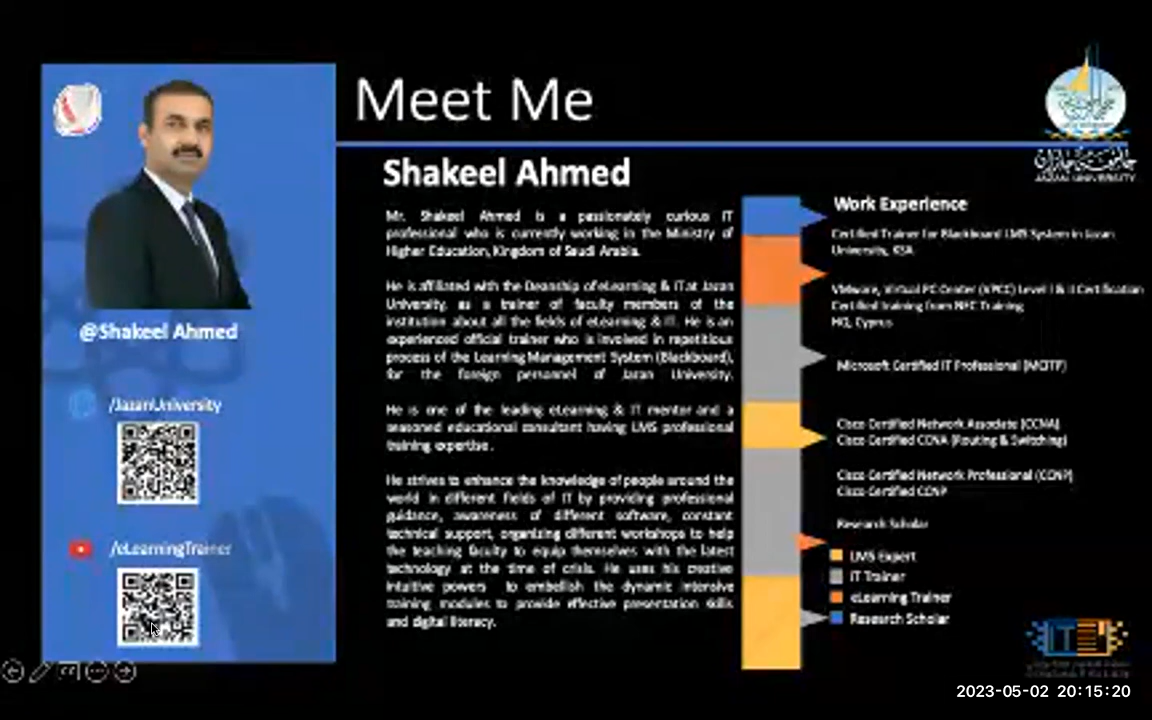 Meet Me
JAZAN UNIVERSITY
Shakeel Ahmed
Mr. Shakeel Ahmed is a passionately curious IT
professional who is currently working in the Ministry of
Higher Education, Kingdom of Saudi Arabia.
He is affiliated with the Deanship of eLearning & IT at Jazan
University, as a trainer of faculty members of the
institution about all the fields of eLearning & IT. He is an
experienced official trainer who is involved in repetitious
process of the Learning Management System (Blackboard),
for the foreign personnel of Jazan University.
He is one of the leading eLearning & IT mentor and a
seasoned educational consultant having LMS professional
training expertise.
He strives to enhance the knowledge of people around the
world in different fields of IT by providing professional
guidance, awareness of different software, constant
technical support, organizing different workshops to help
the teaching faculty to equip themselves with the latest
technology at the time of crisis. He uses his creative
intuitive powers to embellish the dynamic intensive
training modules to provide effective presentation skills
and digital literacy.
@Shakeel Ahmed
/JazanUniversity
/eLearningTrainer
Work Experience
Certified Trainer for Blackboard LMS System in Jazan
University, KSA
VMware, Virtual PC Center (VPCC) Level I & II Certification
Certified training from NFC Training
HQ, Cyprus
Microsoft Certified IT Professional (MCITP)
Cisco Certified Network Associate (CCNA)
Cisco Certified CCNA (Routing & Switching)
Cisco Certified Network Professional (CCNP)
Cisco Certified CCNP
Research Scholar
LMS Expert
IT Trainer
eLearning Trainer
Research Scholar
2023-05-02 20:15:20